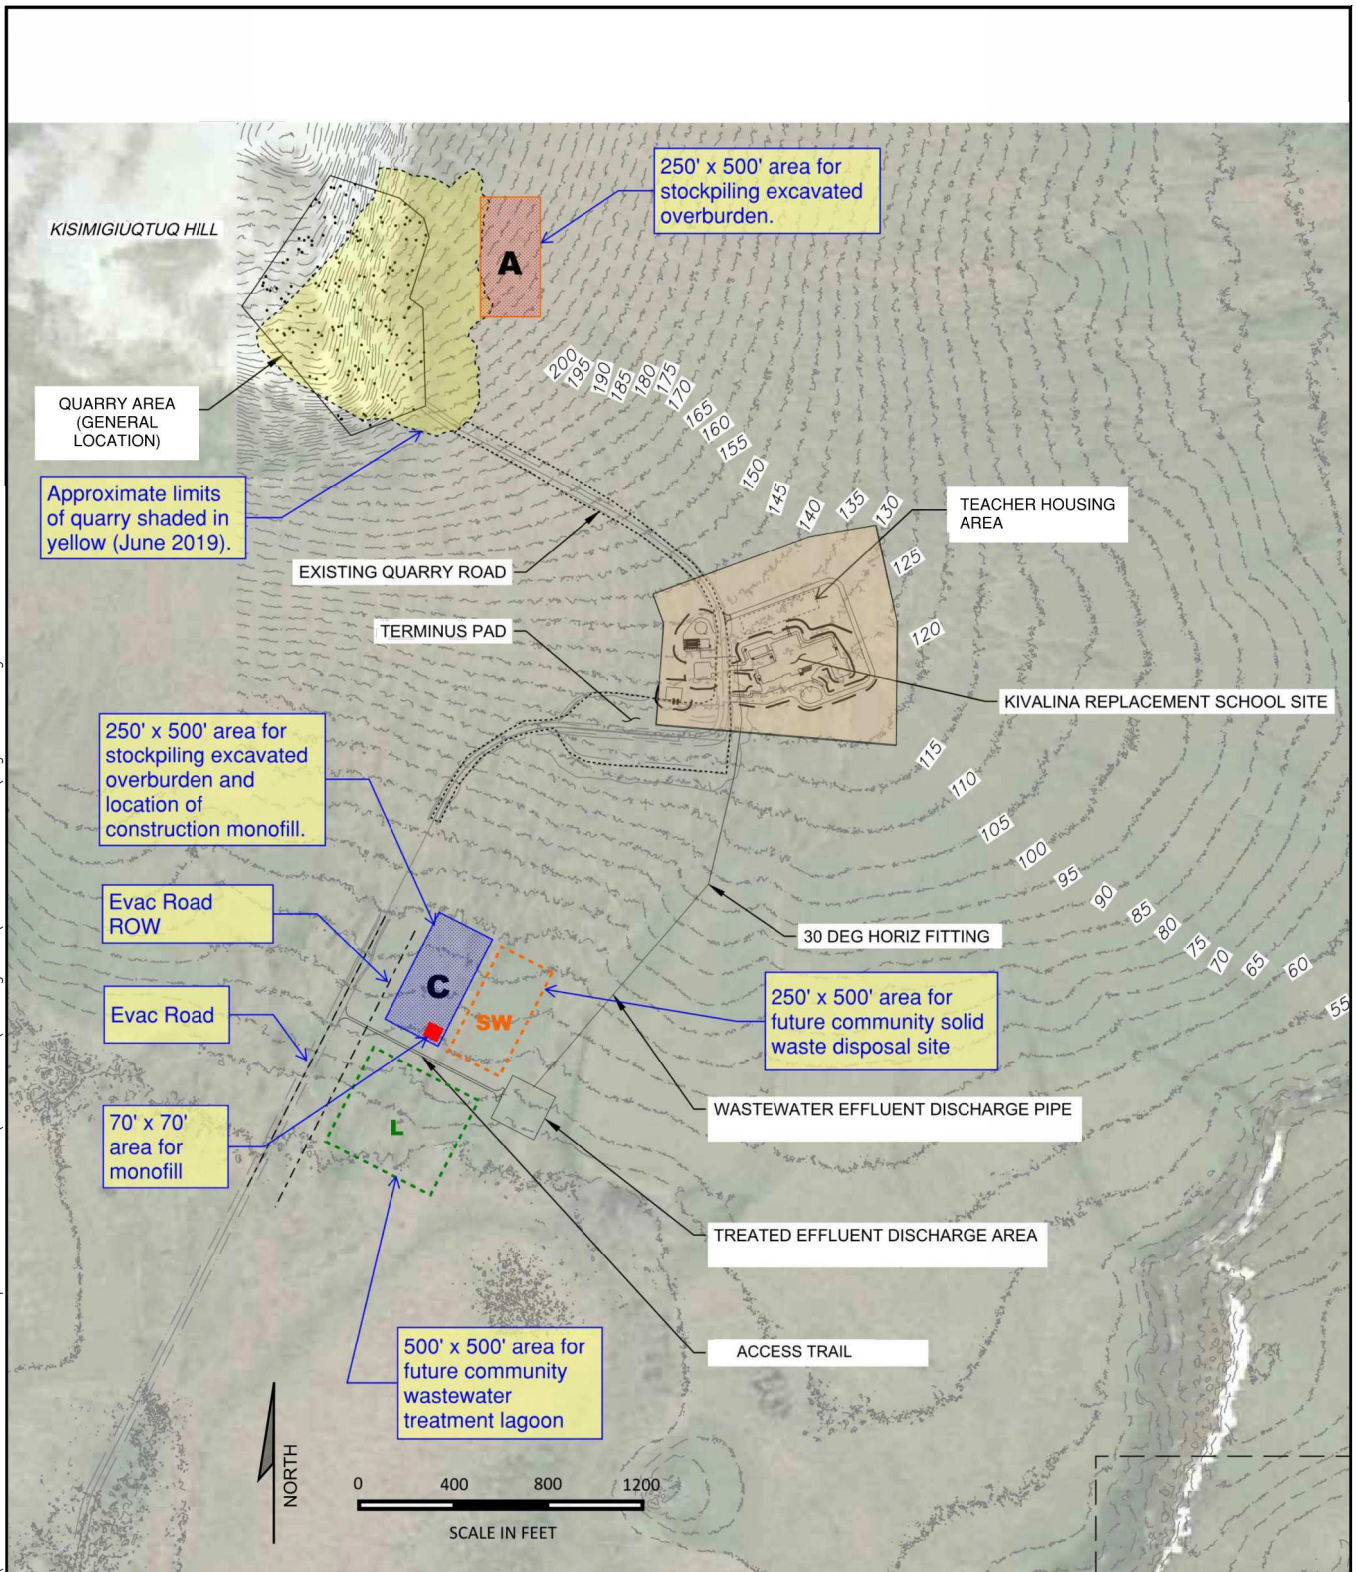 250' x 500' area for
stockpiling excavated
overburden.
KISIMIGIUQTUQ HILL
A
QUARRY AREA
(GENERAL
LOCATION)
200
195
190
185
180
175
170
165
160
155
150
145
140
135
130
125
120
115
110
105
100
95
90
85
80
75
70
65
60
55
Approximate limits
of quarry shaded in
yellow (June 2019).
TEACHER HOUSING
AREA
EXISTING QUARRY ROAD
TERMINUS PAD
KIVALINA REPLACEMENT SCHOOL SITE
250' x 500' area for
stockpiling excavated
overburden and
location of
construction monofill.
Evac Road
ROW
30 DEG HORIZ FITTING
C
SW
250' x 500' area for
future community solid
waste disposal site
Evac Road
70' x 70'
area for
monofill
L
WASTEWATER EFFLUENT DISCHARGE PIPE
TREATED EFFLUENT DISCHARGE AREA
ACCESS TRAIL
500' x 500' area for
future community
wastewater
treatment lagoon
NORTH
0 400 800 1200
SCALE IN FEET